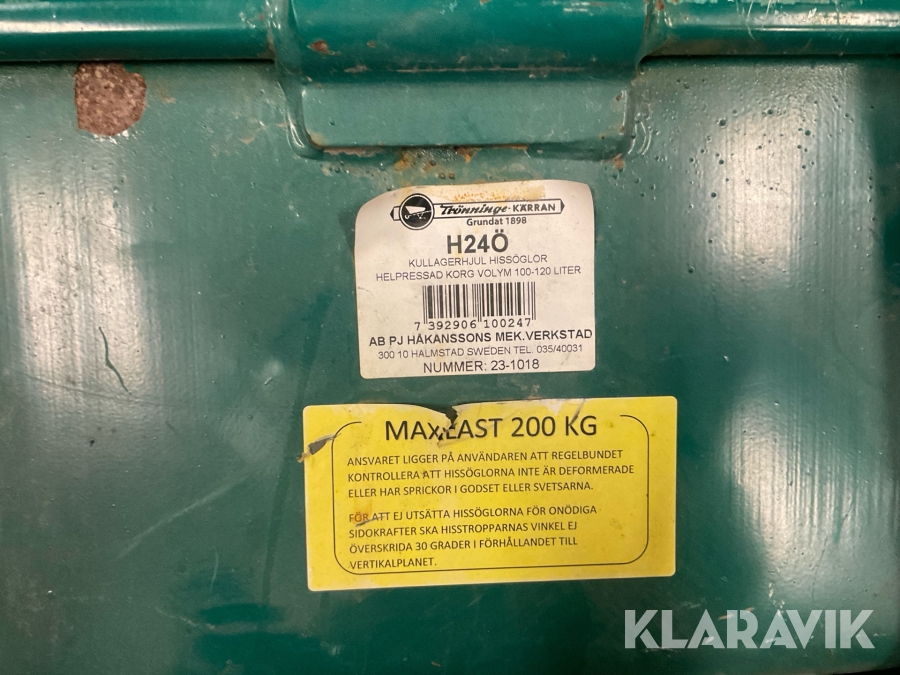 Trönninge-KÄRRAN
Grundat 1898
H24Ö
KULLAGERHJUL HISSÖGLOR
HELPRESSAD KORG VOLYM 100-120 LITER
7 392906 100247
AB PJ HÅKANSSONS MEK.VERKSTAD
300 10 HALMSTAD SWEDEN TEL. 035/40031
NUMMER: 23-1018
MAXLAST 200 KG
ANSVARET LIGGER PÅ ANVÄNDAREN ATT REGELBUNDET
KONTROLLERA ATT HISSÖGLORNA INTE ÄR DEFORMERADE
ELLER HAR SPRICKOR I GODSET ELLER SVETSARNA.
FÖR ATT EJ UTSÄTTA HISSÖGLORNA FÖR ONÖDIGA
SIDOKRAFTER SKA HISSTROPPARNAS VINKEL EJ
ÖVERSKRIDA 30 GRADER I FÖRHÅLLANDET TILL
VERTIKALPLANET.
KLARAVIK